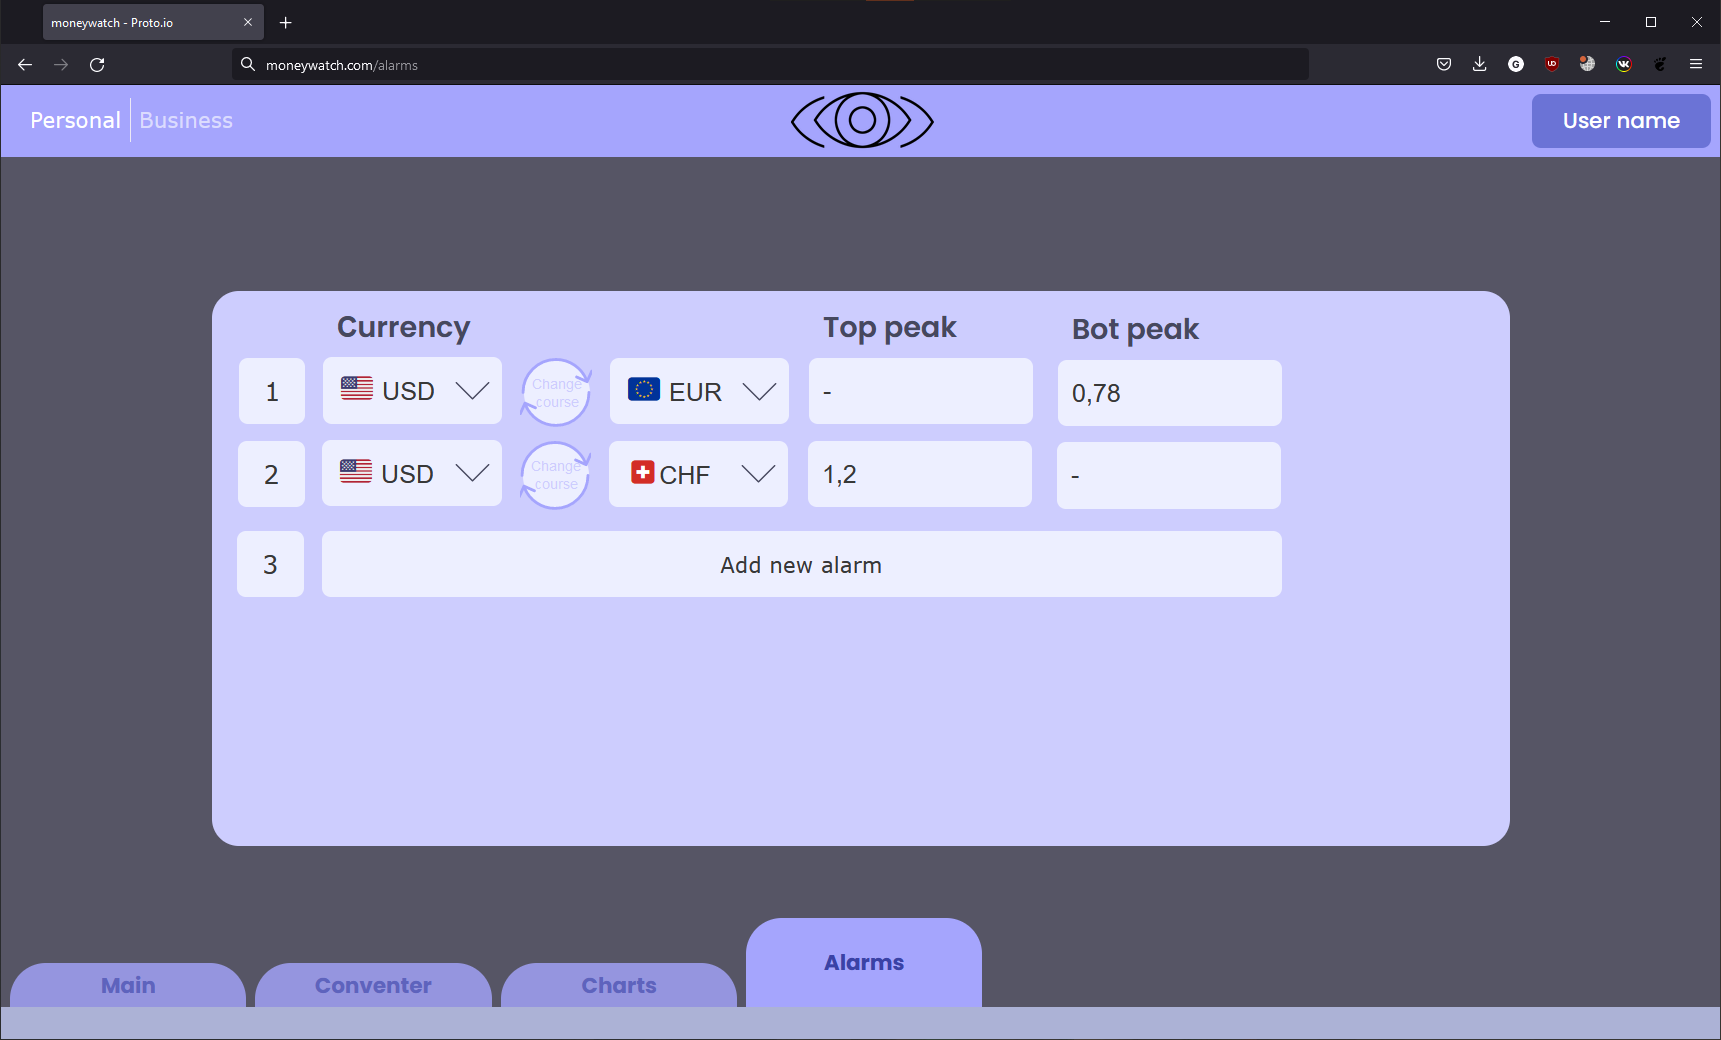 moneywatch - Proto.io
moneywatch.com/alarms
Personal
Business
User name
Currency
Top peak
Bot peak
1
USD
Change
course
EUR
-
0,78
2
USD
Change
course
CHF
1,2
-
3
Add new alarm
Main
Conventer
Charts
Alarms